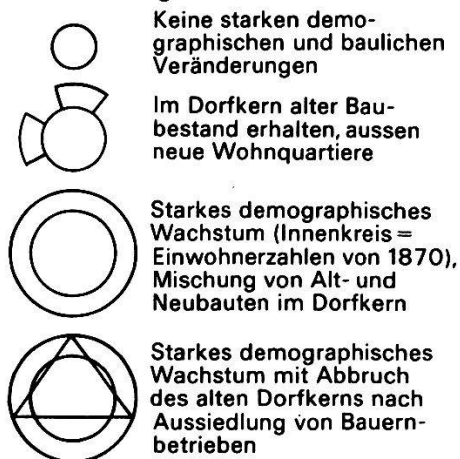 Keine starken demo-
graphischen und baulichen
Veränderungen
Im Dorfkern alter Bau-
bestand erhalten, aussen
neue Wohnquartiere
Starkes demographisches
Wachstum (Innenkreis =
Einwohnerzahlen von 1870),
Mischung von Alt- und
Neubauten im Dorfkern
Starkes demographisches
Wachstum mit Abbruch
des alten Dorfkerns nach
Aussiedlung von Bauern-
betrieben